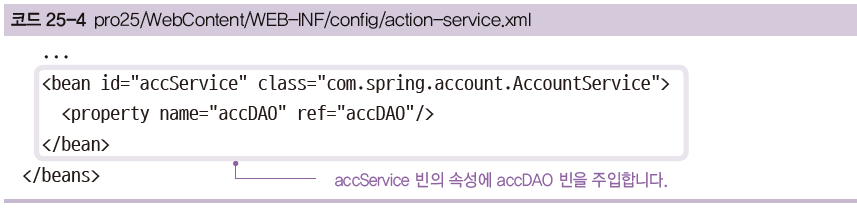 코드 25-4 pro25/WebContent/WEB-INF/config/action-service.xml
...
<bean id="accService" class="com.spring.account.AccountService">
<property name="accDAO" ref="accDAO"/>
</bean>
</beans>
accService 빈의 속성에 accDAO 빈을 주입합니다.